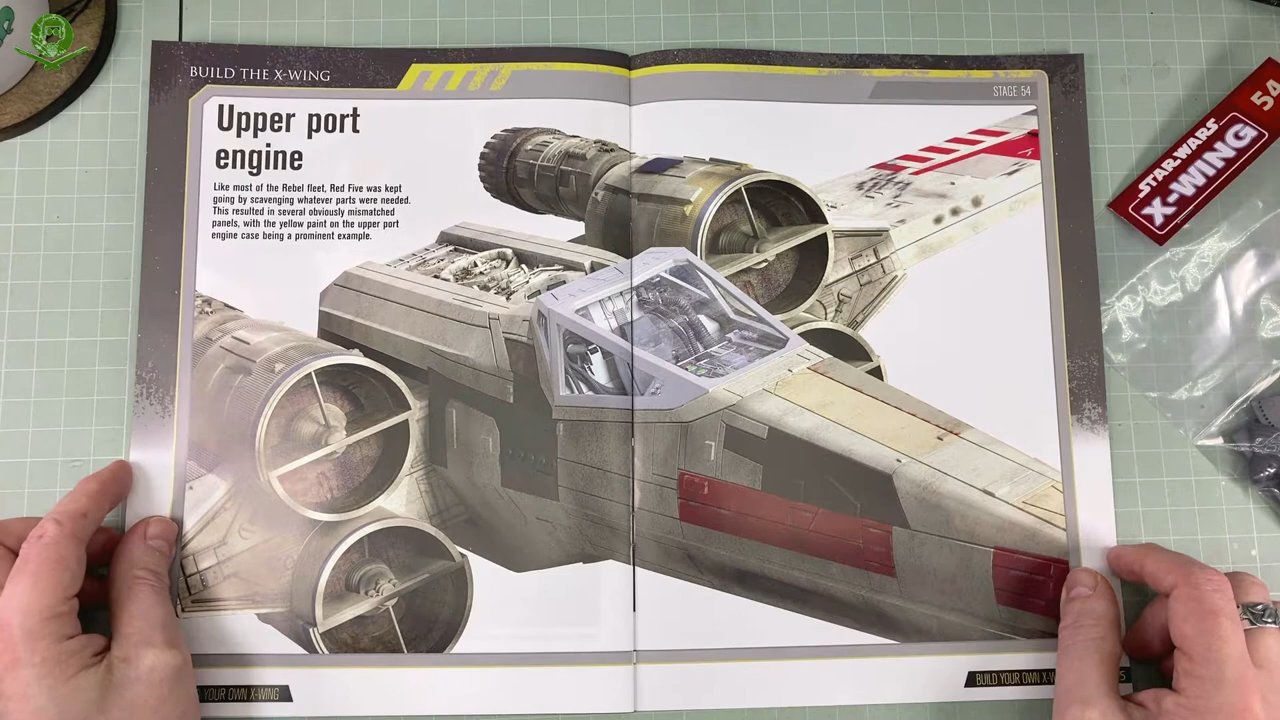 BUILD THE X-WING
STAGE 54
Upper port
engine
Like most of the Rebel fleet, Red Five was kept
going by scavenging whatever parts were needed.
This resulted in several obviously mismatched
panels, with the yellow paint on the upper port
engine case being a prominent example.
54
STAR WARS
X-WING
YOUR OWN X-WING
BUILD YOUR OWN X-W
5